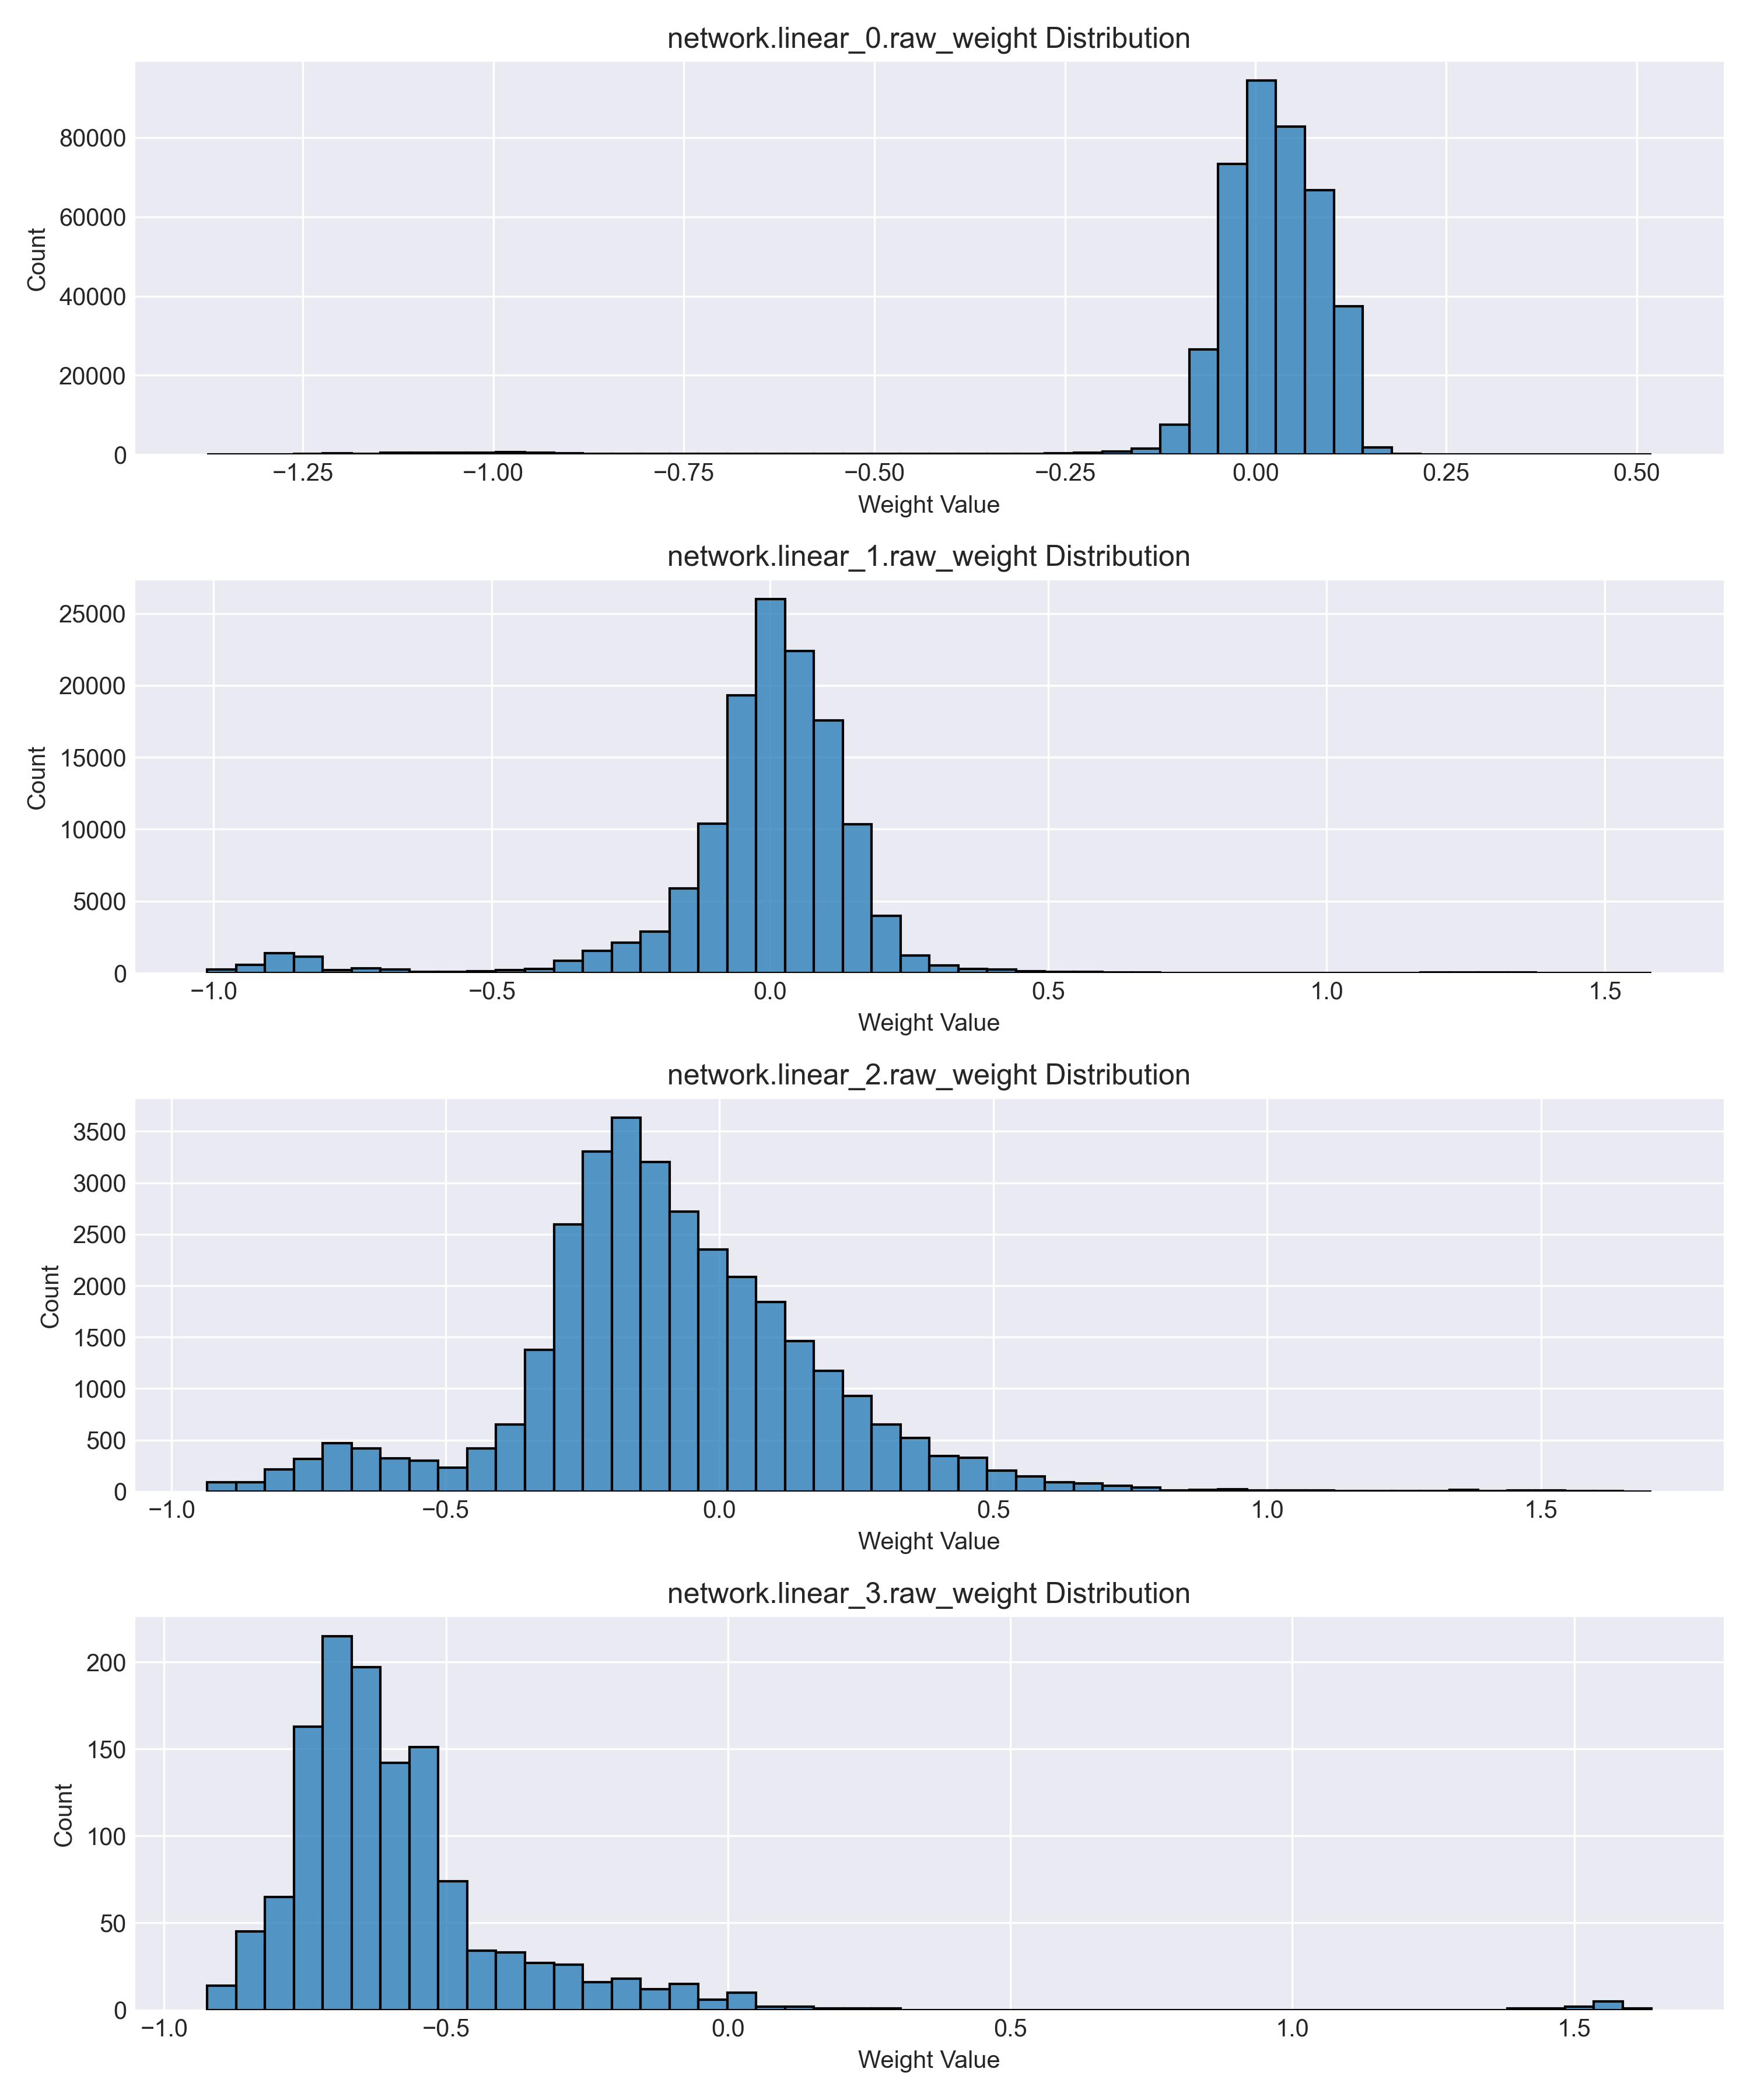 network.linear_0.raw_weight Distribution
80000
60000
40000
20000
0
Count
−1.25 −1.00 −0.75 −0.50 −0.25 0.00 0.25 0.50
Weight Value
network.linear_1.raw_weight Distribution
25000
20000
15000
10000
5000
0
Count
−1.0 −0.5 0.0 0.5 1.0 1.5
Weight Value
network.linear_2.raw_weight Distribution
3500
3000
2500
2000
1500
1000
500
0
Count
−1.0 −0.5 0.0 0.5 1.0 1.5
Weight Value
network.linear_3.raw_weight Distribution
200
150
100
50
0
Count
−1.0 −0.5 0.0 0.5 1.0 1.5
Weight Value